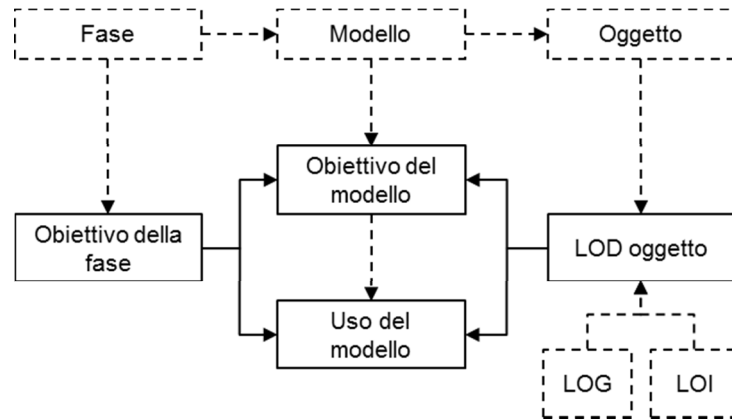 Fase
Modello
Oggetto
Obiettivo del
modello
Obiettivo della
fase
LOD oggetto
Uso del
modello
LOG
LOI